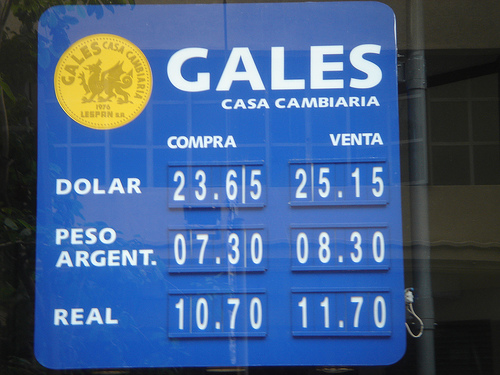 GALES CASA CAMBIARIA
1976
LEEPRN S.A.
GALES
CASA CAMBIARIA
COMPRA VENTA
DOLAR 23.65 25.15
PESO
ARGENT. 07.30 08.30
REAL 10.70 11.70